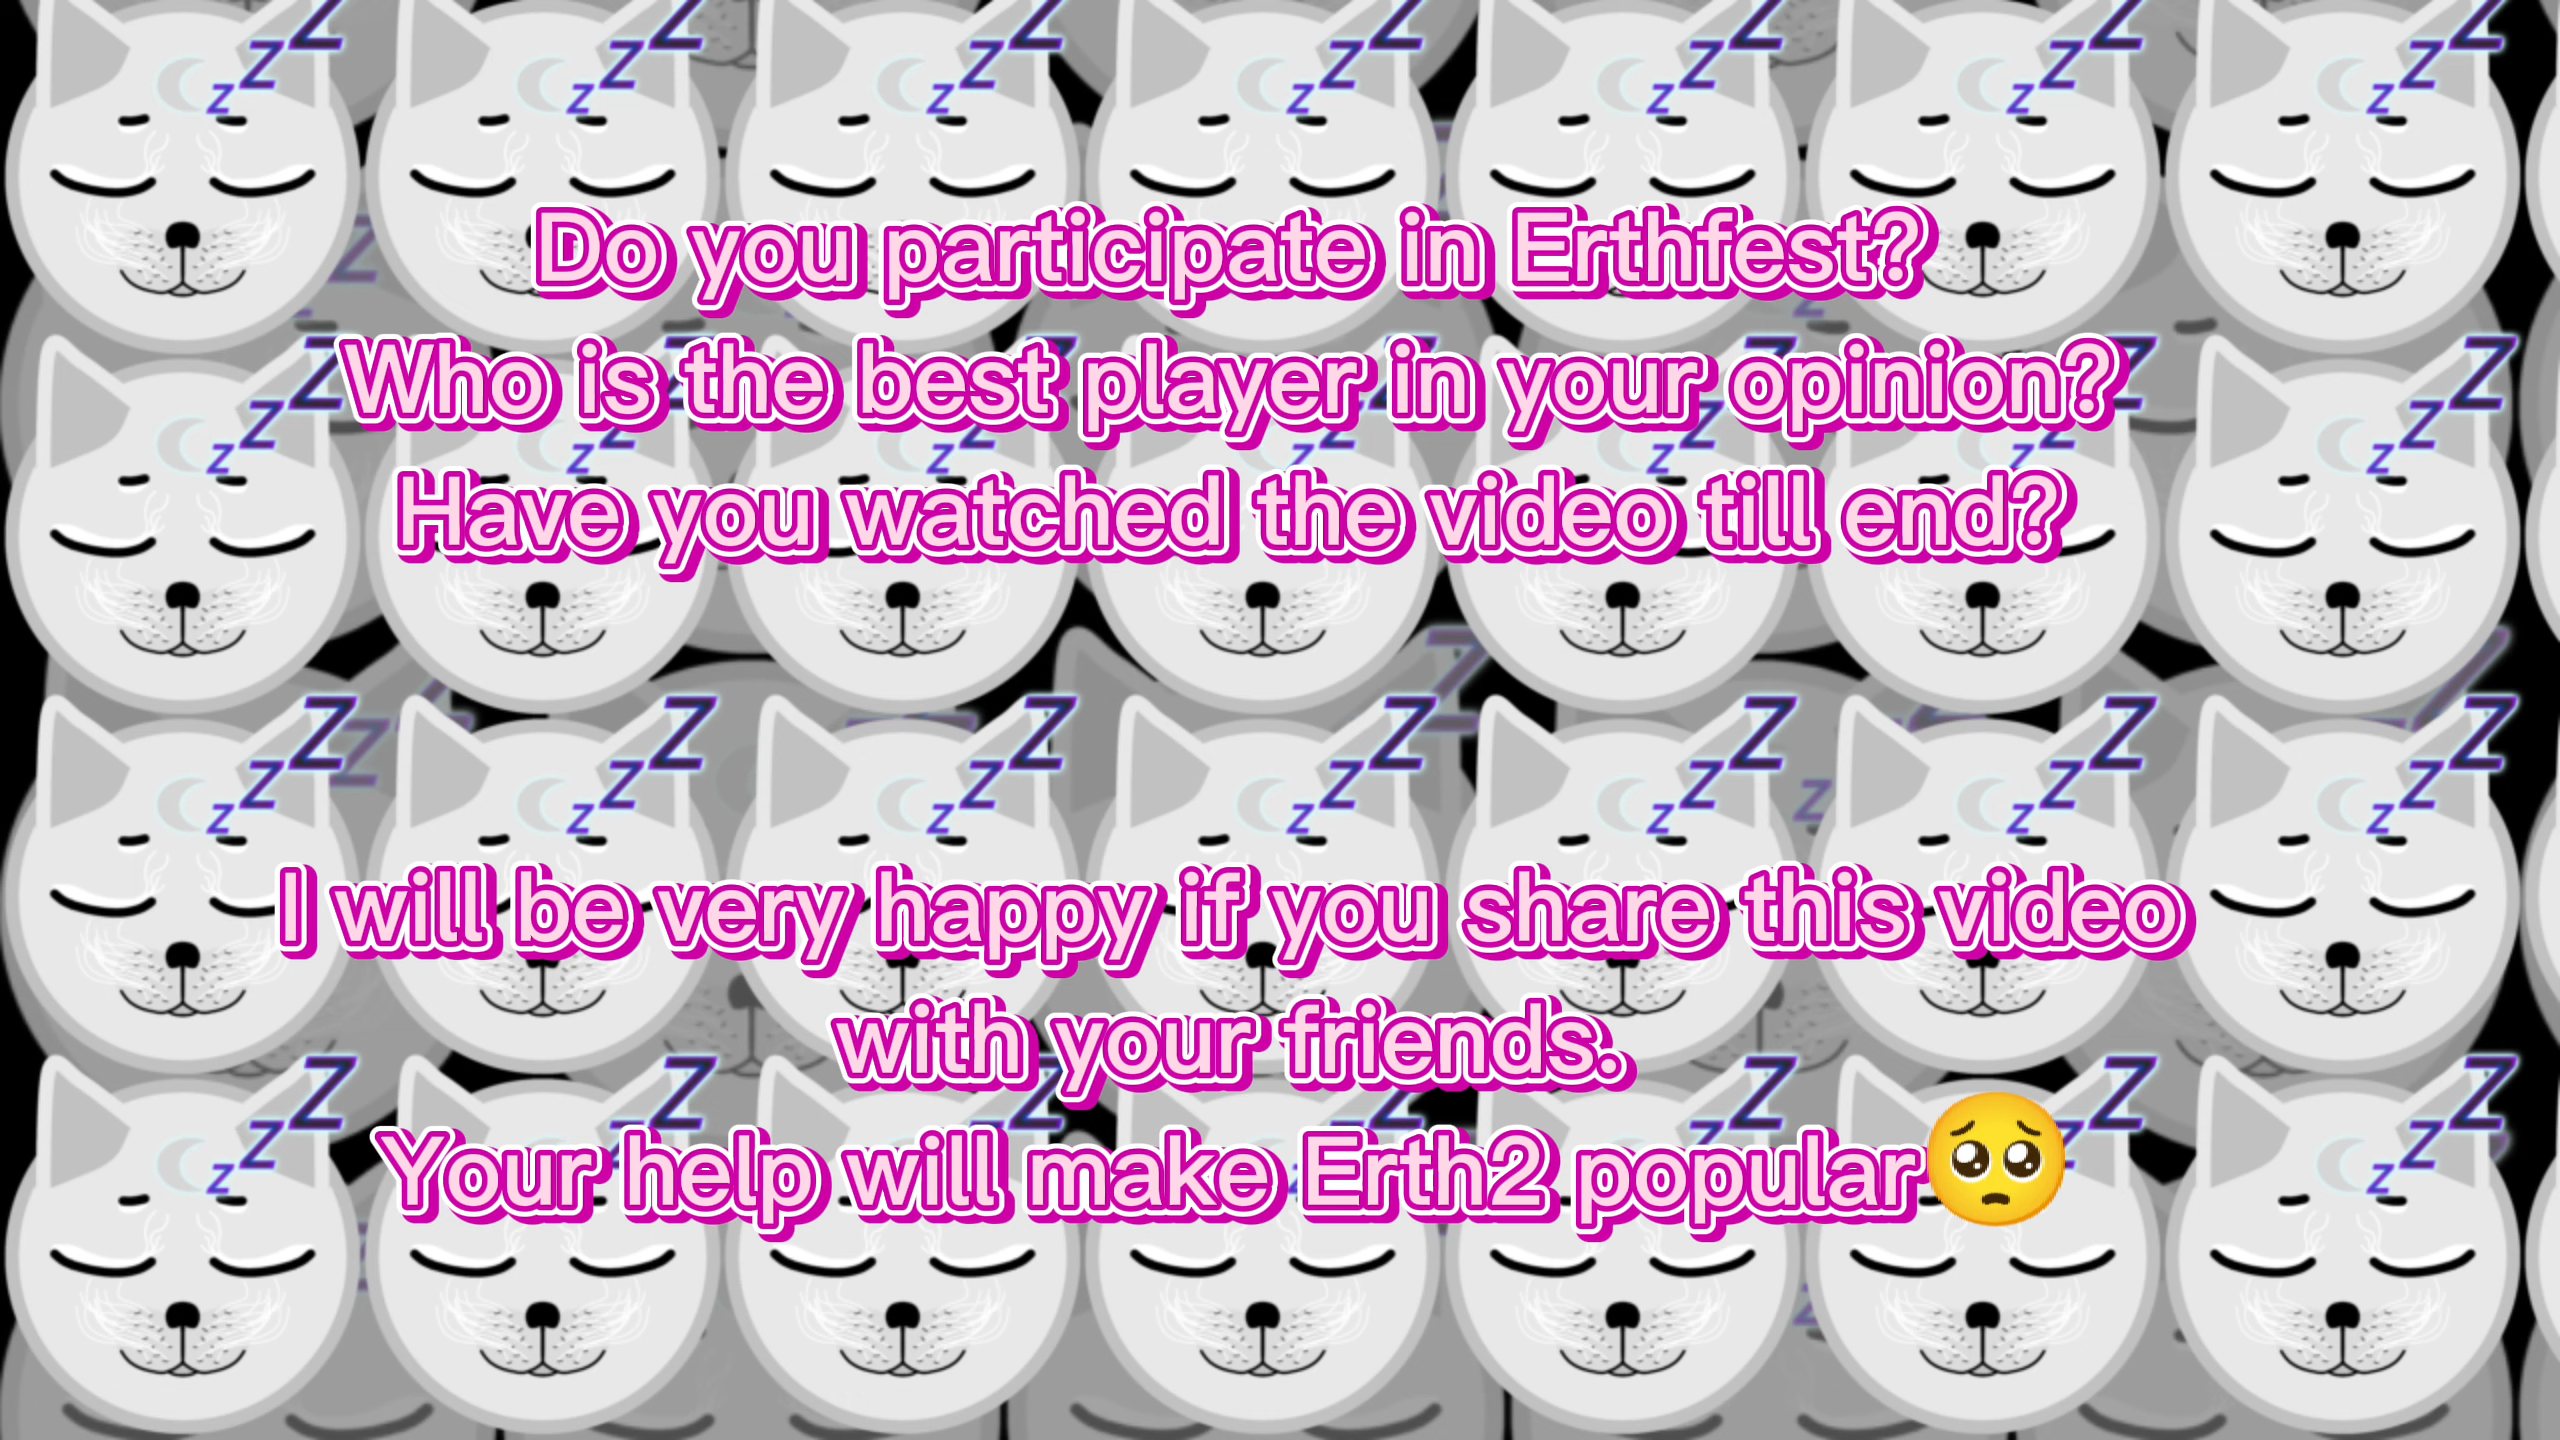 Do you participate in Erthfest?
Who is the best player in your opinion?
Have you watched the video till end?
I will be very happy if you share this video
with your friends.
Your help will make Erth2 popular🥺